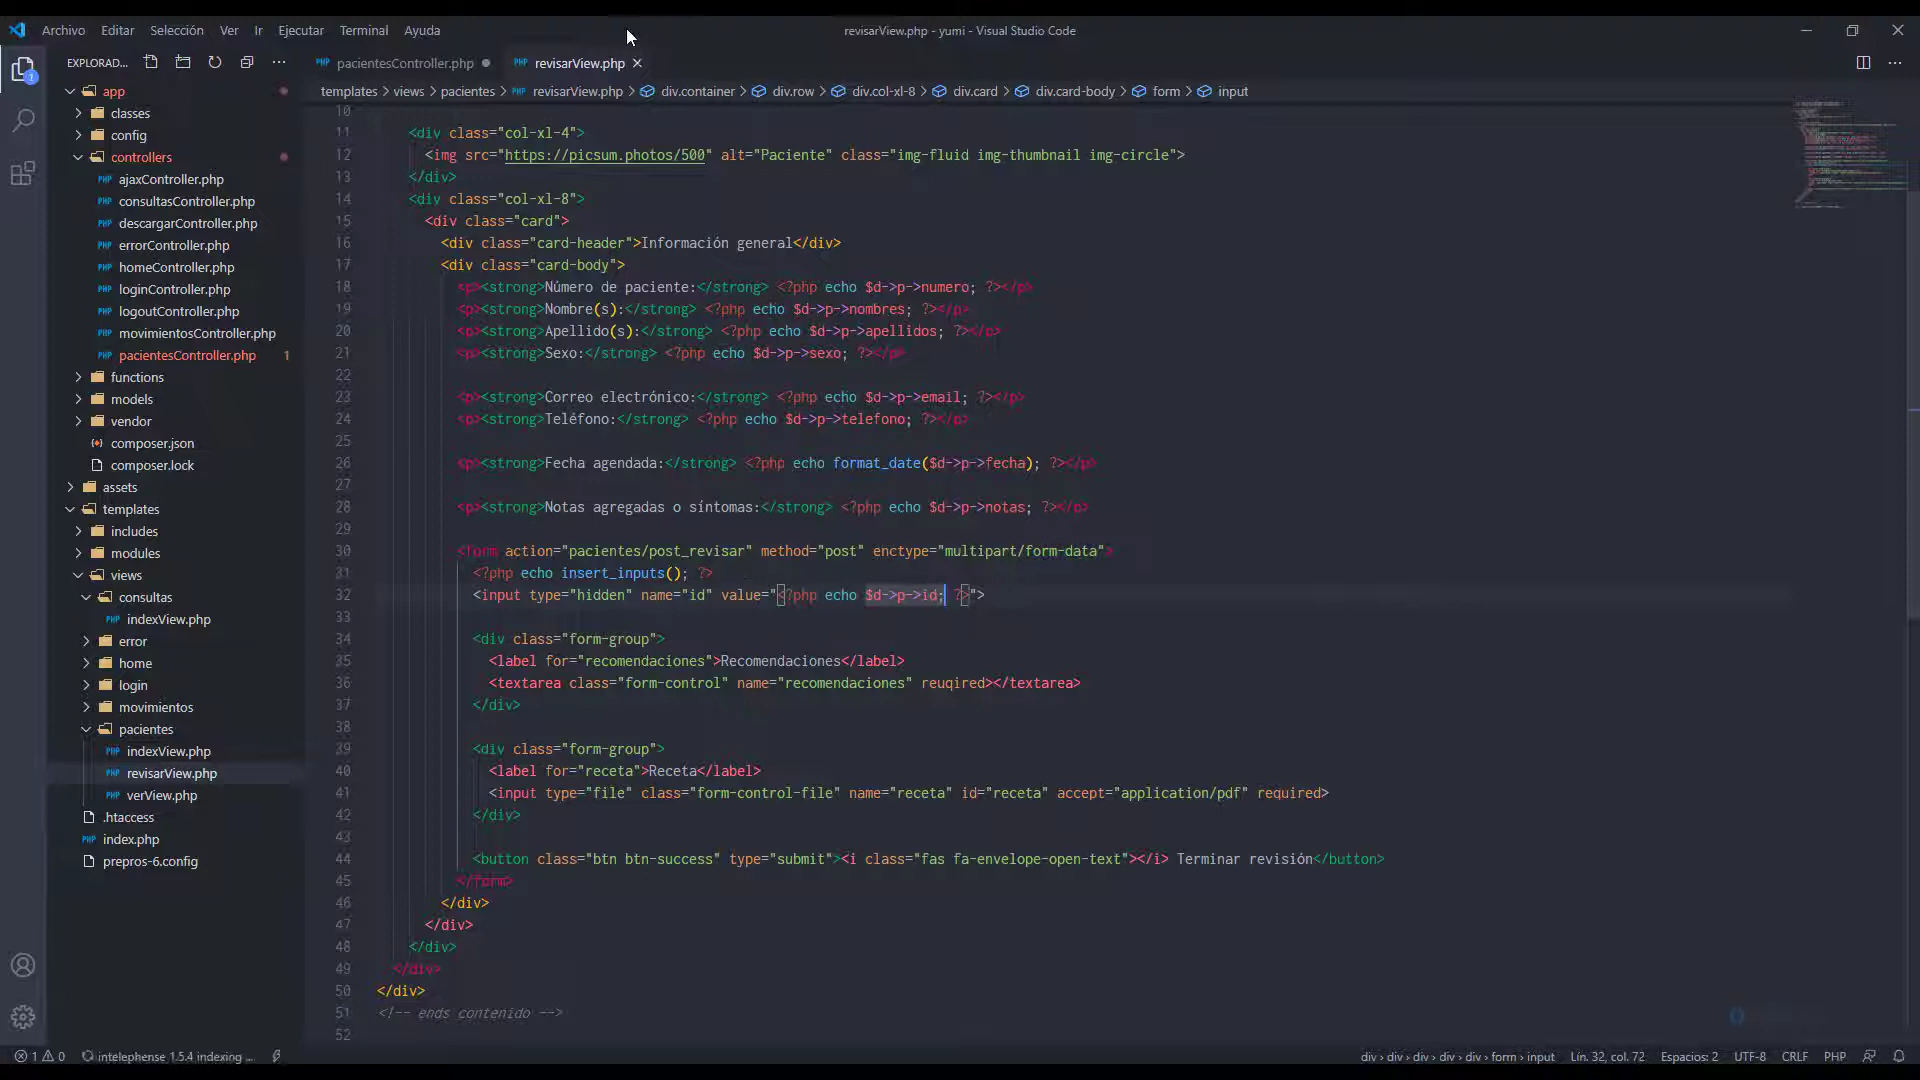 Archivo Editar Selección Ver Ir Ejecutar Terminal Ayuda
revisarView.php - yumi - Visual Studio Code
EXPLORAD...
pacientesController.php
revisarView.php
templates > views > pacientes > revisarView.php > div.container > div.row > div.col-xl-8 > div.card > div.card-body > form > input
1
app
classes
config
controllers
ajaxController.php
consultasController.php
descargarController.php
errorController.php
homeController.php
loginController.php
logoutController.php
movimientosController.php
pacientesController.php 1
functions
models
vendor
composer.json
composer.lock
assets
templates
includes
modules
views
consultas
indexView.php
error
home
login
movimientos
pacientes
indexView.php
revisarView.php
verView.php
.htaccess
index.php
prepros-6.config
10
11 <div class="col-xl-4">
12 <img src="https://picsum.photos/500" alt="Paciente" class="img-fluid img-thumbnail img-circle">
13 </div>
14 <div class="col-xl-8">
15 <div class="card">
16 <div class="card-header">Información general</div>
17 <div class="card-body">
18 <p><strong>Número de paciente:</strong> <?php echo $d->p->numero; ?></p>
19 <p><strong>Nombre(s):</strong> <?php echo $d->p->nombres; ?></p>
20 <p><strong>Apellido(s):</strong> <?php echo $d->p->apellidos; ?></p>
21 <p><strong>Sexo:</strong> <?php echo $d->p->sexo; ?></p>
22
23 <p><strong>Correo electrónico:</strong> <?php echo $d->p->email; ?></p>
24 <p><strong>Teléfono:</strong> <?php echo $d->p->telefono; ?></p>
25
26 <p><strong>Fecha agendada:</strong> <?php echo format_date($d->p->fecha); ?></p>
27
28 <p><strong>Notas agregadas o síntomas:</strong> <?php echo $d->p->notas; ?></p>
29
30 <form action="pacientes/post_revisar" method="post" enctype="multipart/form-data">
31 <?php echo insert_inputs(); ?>
32 <input type="hidden" name="id" value="<?php echo $d->p->id; ?>">
33
34 <div class="form-group">
35 <label for="recomendaciones">Recomendaciones</label>
36 <textarea class="form-control" name="recomendaciones" reuqired></textarea>
37 </div>
38
39 <div class="form-group">
40 <label for="receta">Receta</label>
41 <input type="file" class="form-control-file" name="receta" id="receta" accept="application/pdf" required>
42 </div>
43
44 <button class="btn btn-success" type="submit"><i class="fas fa-envelope-open-text"></i> Terminar revisión</button>
45 </form>
46 </div>
47 </div>
48 </div>
49 </div>
50 </div>
51 <!-- ends contenido -->
52
1 0 intelephense 1.5.4 indexing ...
div > div > div > div > div > form > input Lín. 32, col. 72 Espacios: 2 UTF-8 CRLF PHP